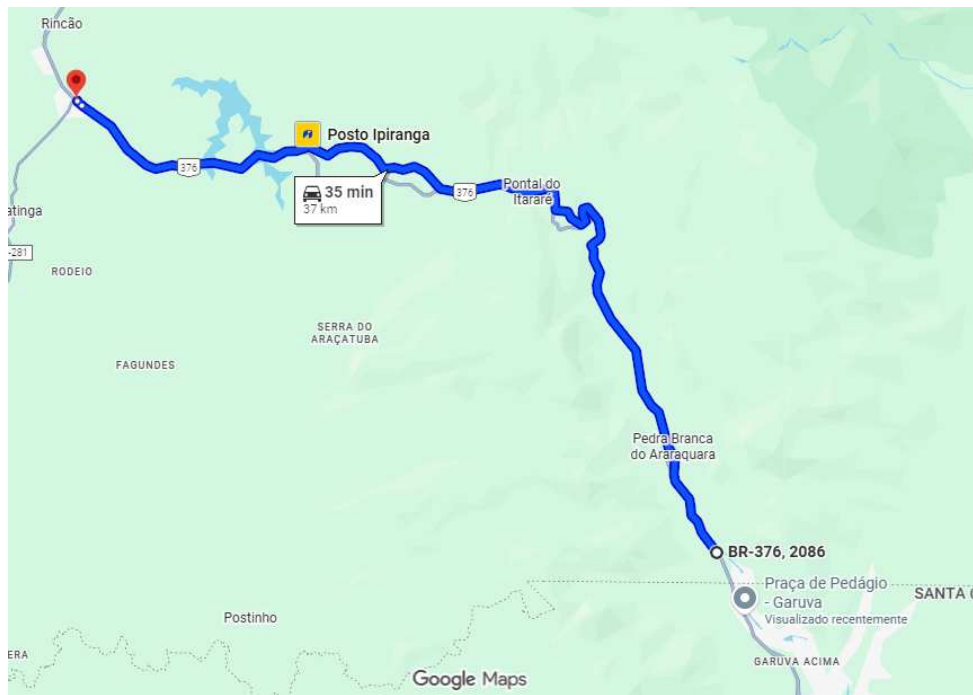 Rincão
Posto Ipiranga
376
35 min
37 km
376
Pontal do
Itararé
atinga
-281
RODEIO
SERRA DO
ARAÇATUBA
FAGUNDES
Pedra Branca
do Araraquara
BR-376, 2086
Praça de Pedágio
- Garuva
Visualizado recentemente
SANTA C
Postinho
ERA
GARUVA ACIMA
Google Maps